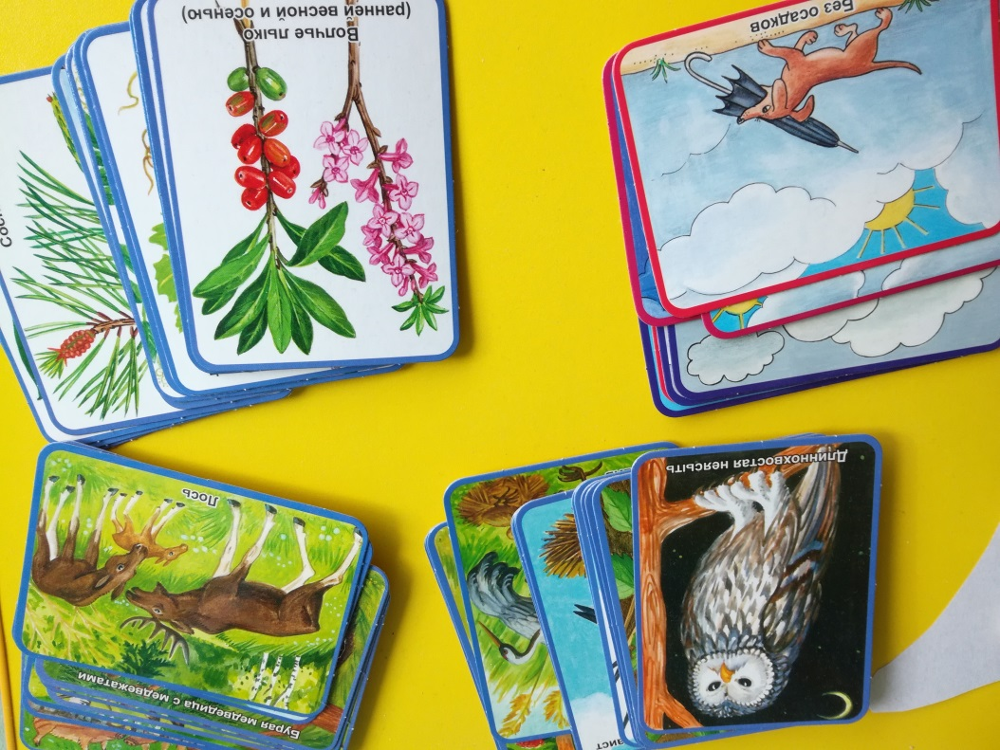 Волчье лыко
(ранней весной и осенью)
Без осадков
Лось
Бурая медведица с медвежатами
Длиннохвостая неясыть